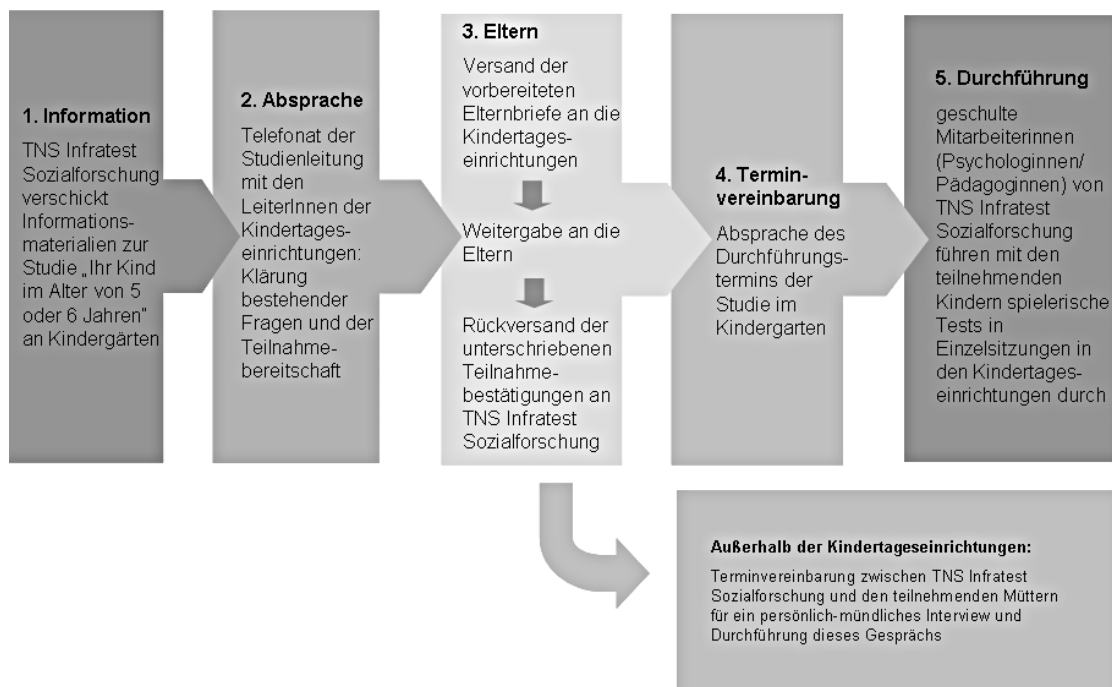 1. Information
TNS Infratest
Sozialforschung
verschickt
Informations-
materialien zur
Studie „Ihr Kind
im Alter von 5
oder 6 Jahren“
an Kindergärten
2. Absprache
Telefonat der
Studienleitung
mit den
LeiterInnen der
Kindertages-
einrichtungen:
Klärung
bestehender
Fragen und der
Teilnahme-
bereitschaft
3. Eltern
Versand der
vorbereiteten
Elternbriefe an die
Kindertages-
einrichtungen
Weitergabe an die
Eltern
Rückversand der
unterschriebenen
Teilnahme-
bestätigungen an
TNS Infratest
Sozialforschung
4. Termin-
vereinbarung
Absprache des
Durchführungs-
termins der
Studie im
Kindergarten
5. Durchführung
geschulte
Mitarbeiterinnen
(Psychologinnen/
Pädagoginnen) von
TNS Infratest
Sozialforschung
führen mit den
teilnehmenden
Kindern spielerische
Tests in
Einzelsitzungen in
den Kindertages-
einrichtungen durch
Außerhalb der Kindertageseinrichtungen:
Terminvereinbarung zwischen TNS Infratest
Sozialforschung und den teilnehmenden Müttern
für ein persönlich-mündliches Interview und
Durchführung dieses Gesprächs